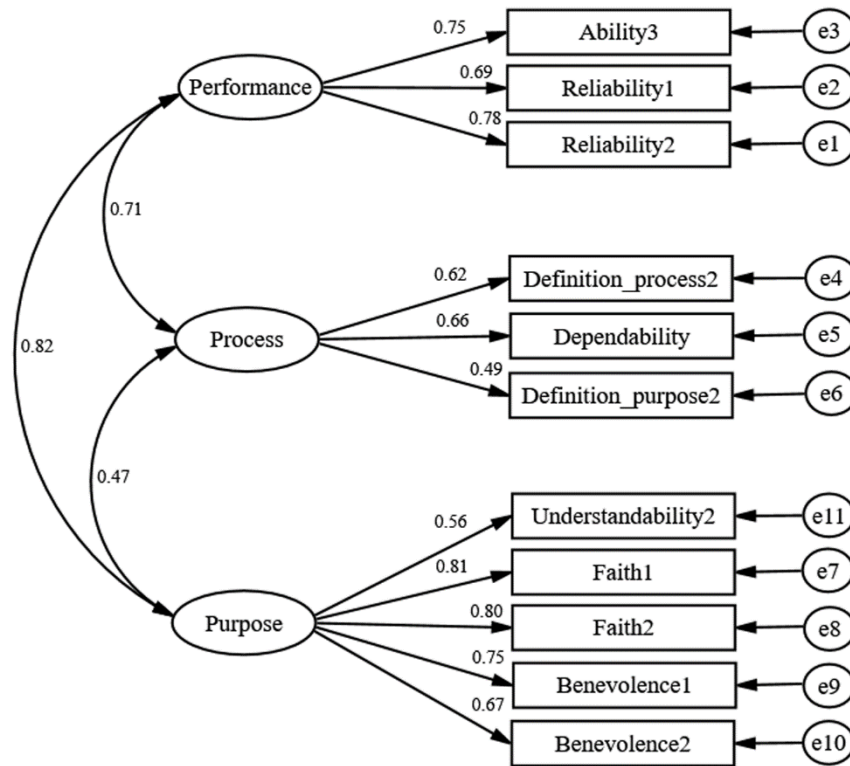 0.75
Ability3
e3
Performance
0.69
Reliability1
e2
0.78
Reliability2
e1
0.71
0.62
Definition_process2
e4
Process
0.66
Dependability
e5
0.82
0.49
Definition_purpose2
e6
0.47
0.56
Understandability2
e11
0.81
Faith1
e7
Purpose
0.80
Faith2
e8
0.75
Benevolence1
e9
0.67
Benevolence2
e10